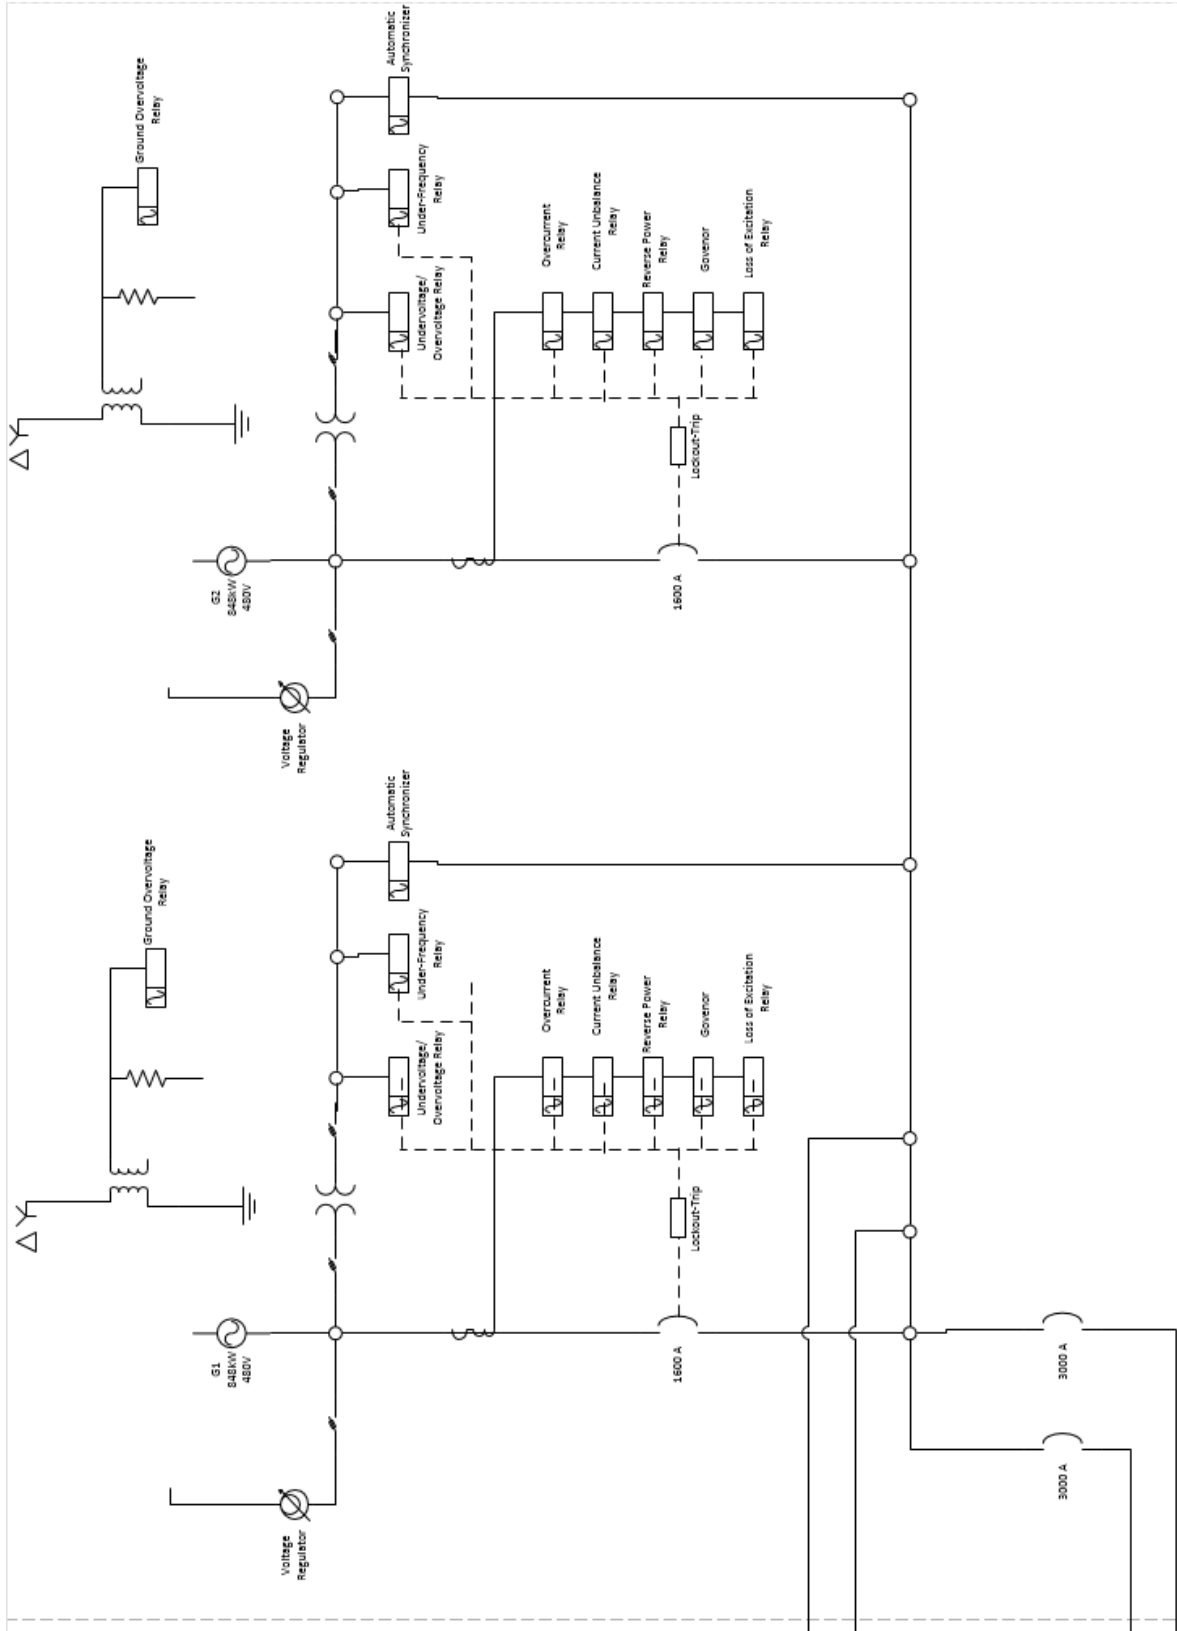 Ground Overvoltage
Relay
Automatic
Synchronizer
Under-Frequency
Relay
Undervoltage/
Overvoltage Relay
Overcurrent
Relay
Current Unbalance
Relay
Reverse Power
Relay
Govenor
Loss of Excitation
Relay
Lockout-Trip
G2
848kW
480V
1600 A
Voltage
Regulator
Ground Overvoltage
Relay
Automatic
Synchronizer
Under-Frequency
Relay
Undervoltage/
Overvoltage Relay
Overcurrent
Relay
Current Unbalance
Relay
Reverse Power
Relay
Govenor
Loss of Excitation
Relay
Lockout-Trip
G1
848kW
480V
1600 A
3000 A
3000 A
Voltage
Regulator